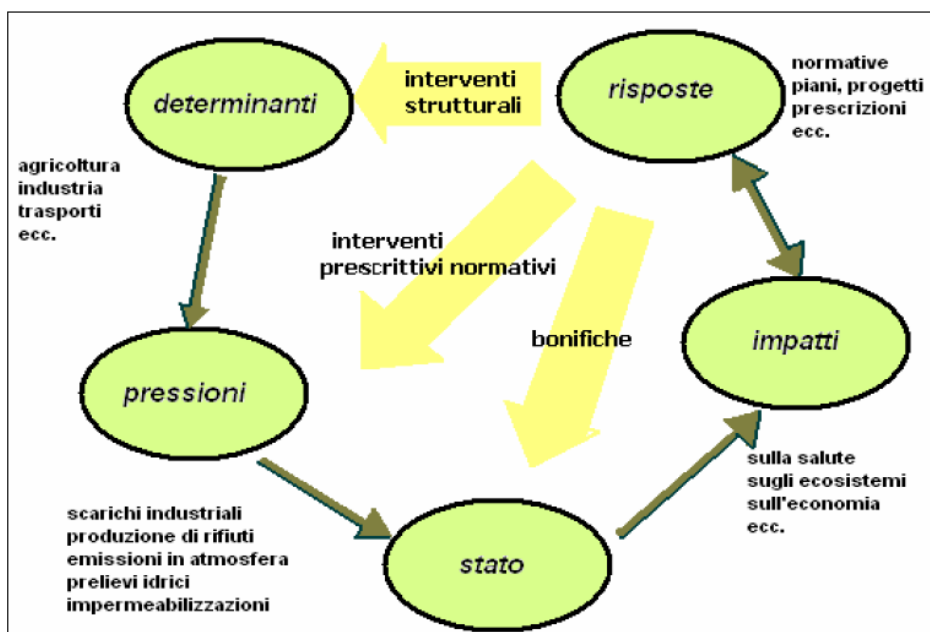 determinanti
interventi
strutturali
risposte
normative
piani, progetti
prescrizioni
ecc.
agricoltura
industria
trasporti
ecc.
interventi
prescrittivi normativi
bonifiche
impatti
pressioni
sulla salute
sugli ecosistemi
sull'economia
ecc.
scarichi industriali
produzione di rifiuti
emissioni in atmosfera
prelievi idrici
impermeabilizzazioni
stato